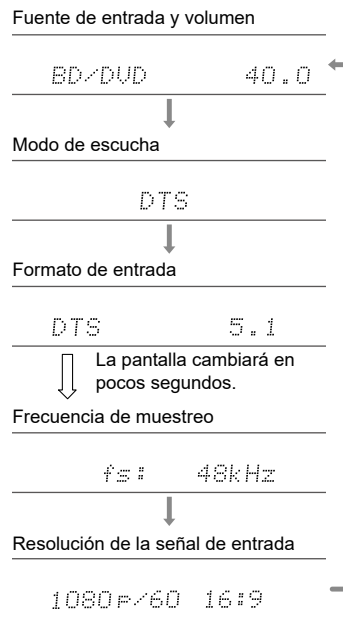 Fuente de entrada y volumen
BD/DVD 40.0
Modo de escucha
DTS
Formato de entrada
DTS 5.1
La pantalla cambiará en
pocos segundos.
Frecuencia de muestreo
fs: 48kHz
Resolución de la señal de entrada
1080p/60 16:9